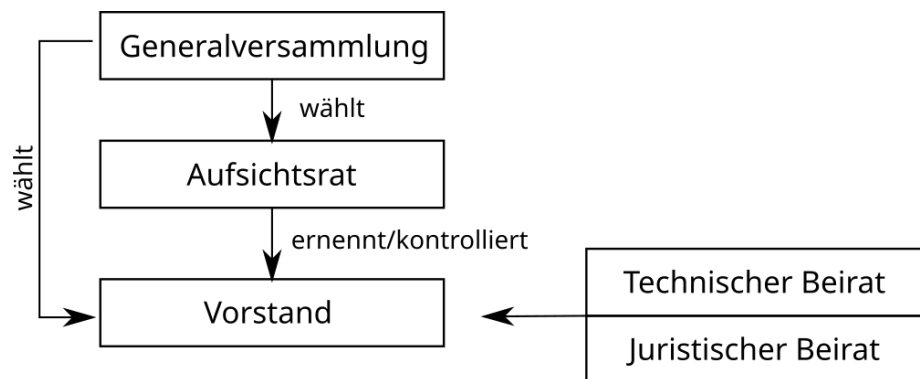 Generalversammlung
wählt
wählt
Aufsichtsrat
ernennt/kontrolliert
Vorstand
Technischer Beirat
Juristischer Beirat